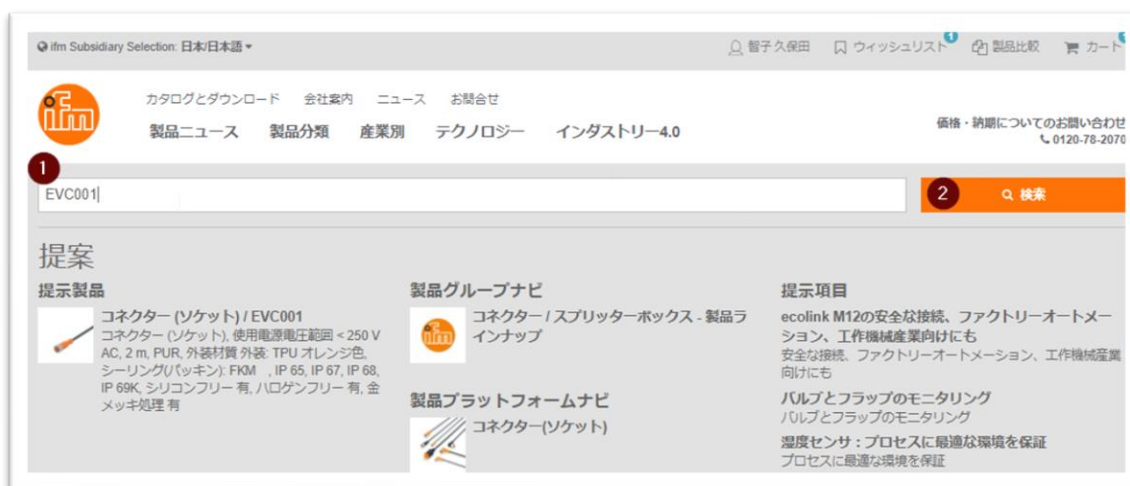 ifm Subsidiary Selection: 日本/日本語
智子 久保田 ウィッシュリスト 1 製品比較 カート
ifm
カタログとダウンロード 会社案内 ニュース お問合せ
製品ニュース 製品分類 産業別 テクノロジー インダストリー4.0
価格・納期についてのお問い合わせ
0120-78-2070
1
EVC001
2 検索
提案
提示製品
コネクター (ソケット) / EVC001
コネクター (ソケット), 使用電源電圧範囲 < 250 V
AC, 2 m, PUR, 外装材質 外装: TPU オレンジ色,
シーリング(パッキン): FKM , IP 65, IP 67, IP 68,
IP 69K, シリコンフリー 有, ハロゲンフリー 有, 金
メッキ処理 有
製品グループナビ
ifm
コネクター / スプリッターボックス - 製品ラ
インナップ
製品プラットフォームナビ
コネクター(ソケット)
提示項目
ecolink M12の安全な接続、ファクトリーオートメー
ション、工作機械産業向けにも
安全な接続、ファクトリーオートメーション、工作機械産業
向けにも
バルブとフラップのモニタリング
バルブとフラップのモニタリング
湿度センサ：プロセスに最適な環境を保証
プロセスに最適な環境を保証